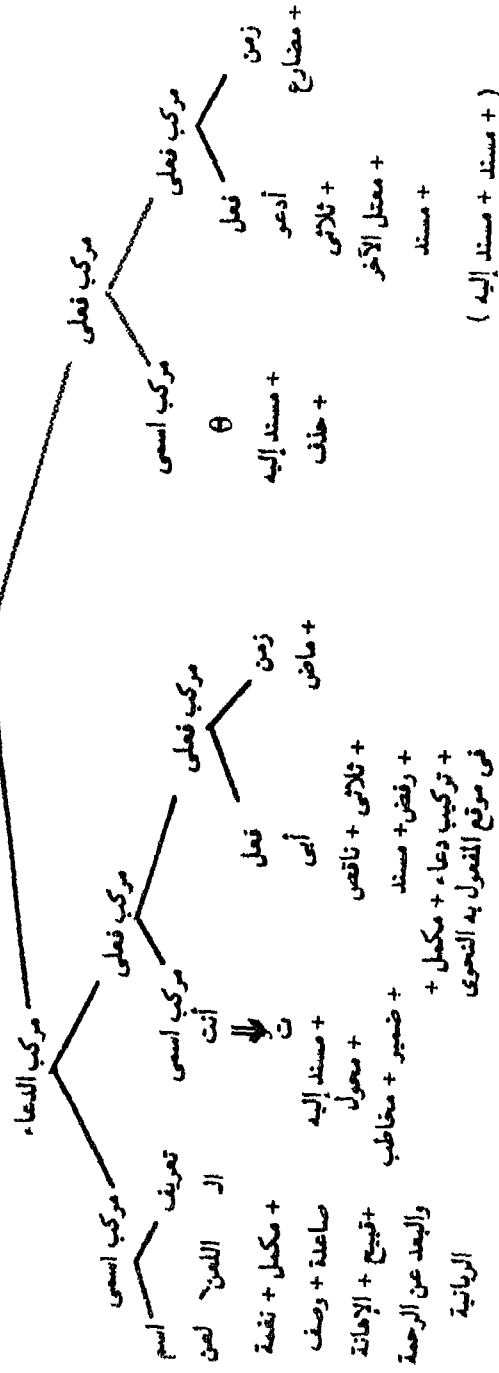 مركب الدعاء
مركب فعلى
مركب فعلى
مركب اسمى
مركب فعلى
مركب اسمى
مركب فعلى
مركب اسمى
تعريف
اسم
زمن
فعل
θ
زمن
فعل
أنت
الـ
اللعن
لعن
+ مضارع
أدعو
+ مسند إليه
+ ماض
أبى
ت
+ مكمل + نغمة
+ ثلاثى
+ حذف
+ ثلاثى + ناقص
+ مسند إليه
صاعدة + وصف
+ معتل الآخر
+ رفض + مسند
+ محول
+ قبيح + الإهانة
+ مسند
+ تركيب دعاء + مكمل +
+ ضمير + مخاطب
والبعد عن الرحمة
( + مسند + مسند إليه )
فى موقع المفعول به النحوى
الربانية